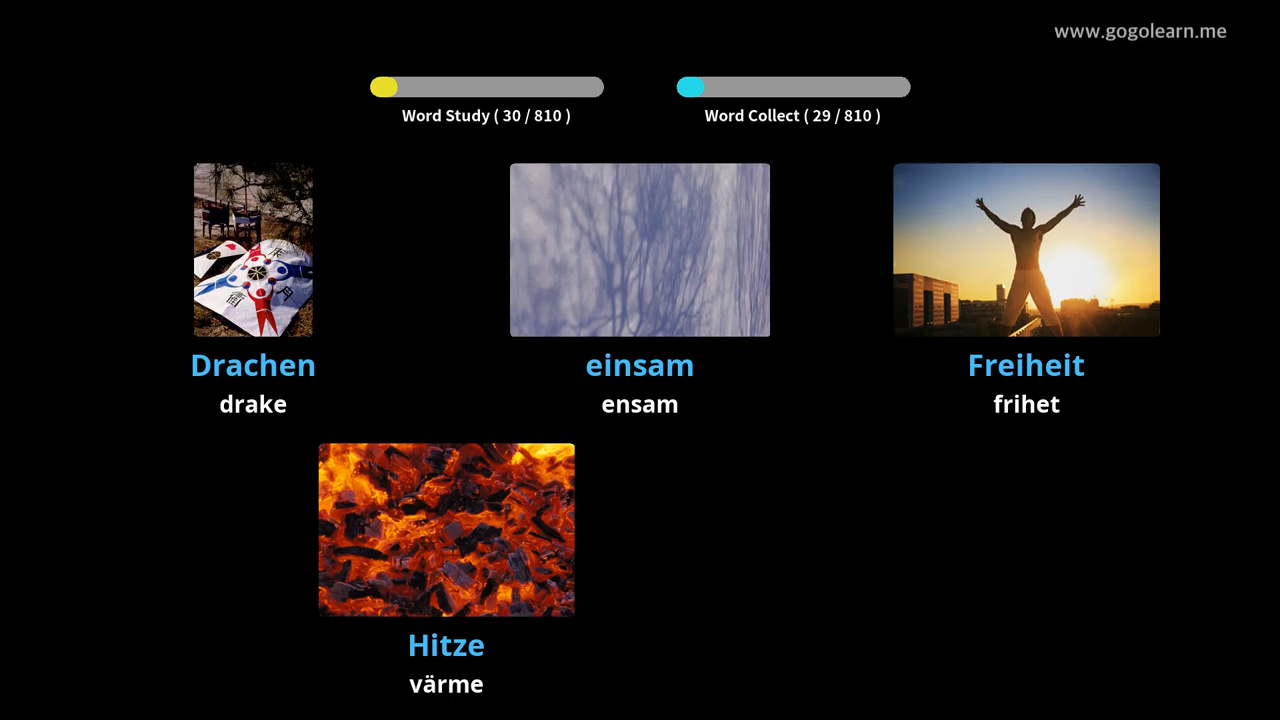 www.gogolearn.me
Word Study ( 30 / 810 )
Word Collect ( 29 / 810 )
Drachen
drake
einsam
ensam
Freiheit
frihet
Hitze
värme